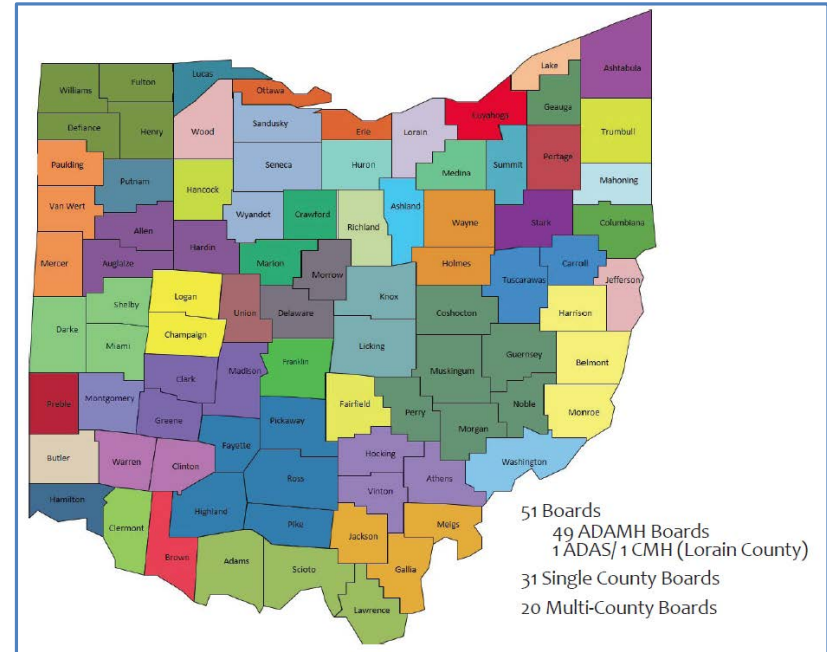 Lake
Ashtabula
Lucas
Fulton
Williams
Ottawa
Geauga
Cuyahoga
Defiance
Henry
Wood
Sandusky
Erie
Lorain
Trumbull
Paulding
Seneca
Huron
Medina
Summit
Portage
Mahoning
Putnam
Hancock
Van Wert
Wyandot
Crawford
Richland
Ashland
Wayne
Stark
Columbiana
Allen
Hardin
Mercer
Auglaize
Marion
Morrow
Holmes
Carroll
Tuscarawas
Jefferson
Logan
Shelby
Union
Delaware
Knox
Coshocton
Harrison
Darke
Champaign
Miami
Licking
Guernsey
Belmont
Franklin
Muskingum
Clark
Madison
Preble
Montgomery
Fairfield
Perry
Noble
Monroe
Greene
Pickaway
Morgan
Fayette
Hocking
Butler
Warren
Clinton
Athens
Washington
Ross
Vinton
Hamilton
Highland
Clermont
Pike
Jackson
Meigs
Brown
Adams
Scioto
Gallia
Lawrence
51 Boards
49 ADAMH Boards
1 ADAS/ 1 CMH (Lorain County)
31 Single County Boards
20 Multi-County Boards